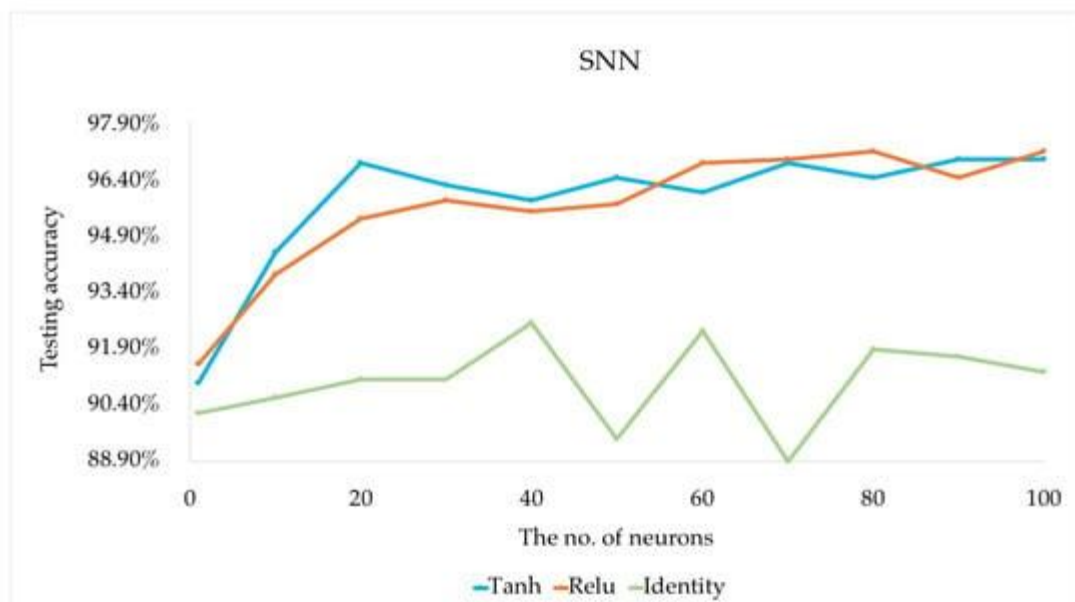 SNN
97.90%
96.40%
94.90%
93.40%
91.90%
90.40%
88.90%
Testing accuracy
0 20 40 60 80 100
The no. of neurons
Tanh Relu Identity